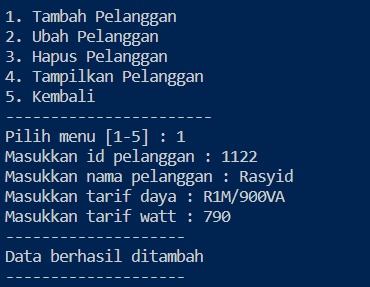 1. Tambah Pelanggan
2. Ubah Pelanggan
3. Hapus Pelanggan
4. Tampilkan Pelanggan
5. Kembali
-----------------------
Pilih menu [1-5] : 1
Masukkan id pelanggan : 1122
Masukkan nama pelanggan : Rasyid
Masukkan tarif daya : R1M/900VA
Masukkan tarif watt : 790
--------------------
Data berhasil ditambah
--------------------